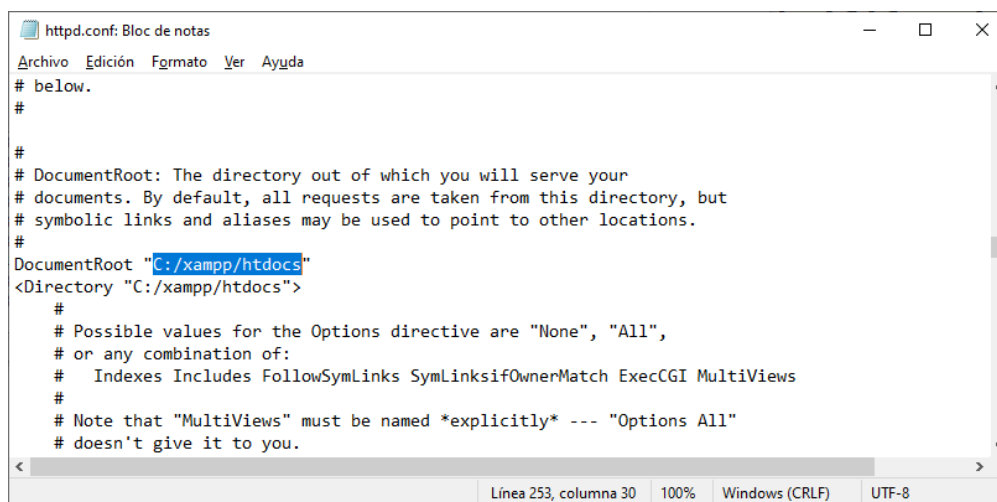 httpd.conf: Bloc de notas
Archivo Edición Formato Ver Ayuda
# below.
#
#
# DocumentRoot: The directory out of which you will serve your
# documents. By default, all requests are taken from this directory, but
# symbolic links and aliases may be used to point to other locations.
#
DocumentRoot "C:/xampp/htdocs"
<Directory "C:/xampp/htdocs">
    #
    # Possible values for the Options directive are "None", "All",
    # or any combination of:
    #   Indexes Includes FollowSymLinks SymLinksifOwnerMatch ExecCGI MultiViews
    #
    # Note that "MultiViews" must be named *explicitly* --- "Options All"
    # doesn't give it to you.
Línea 253, columna 30 100% Windows (CRLF) UTF-8